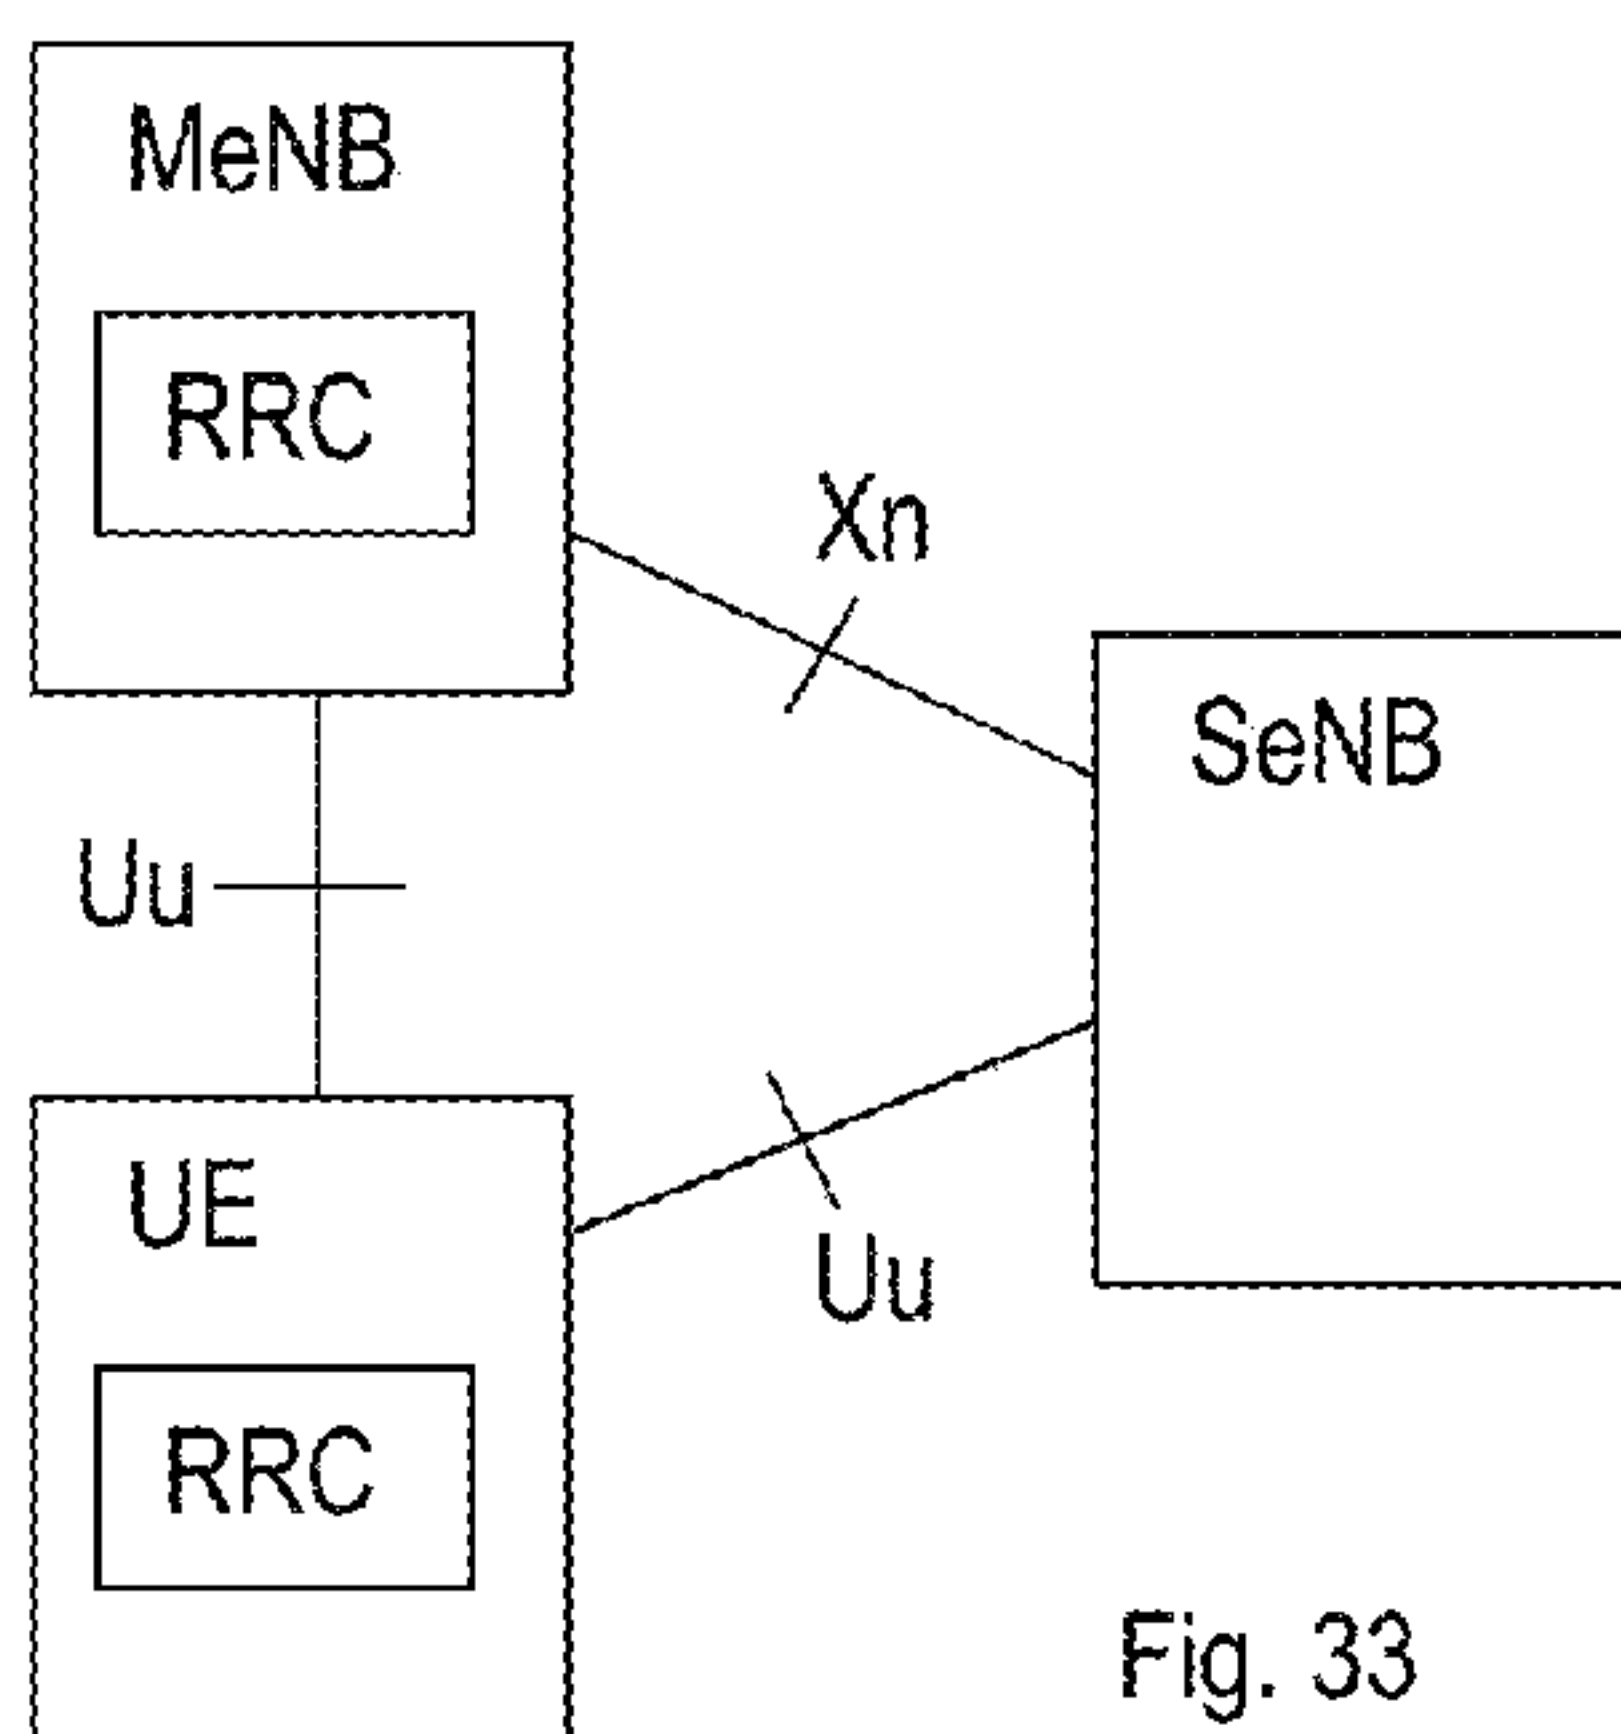 MeNB
RRC
Xn
SeNB
Uu
UE
Uu
RRC
Fig. 33